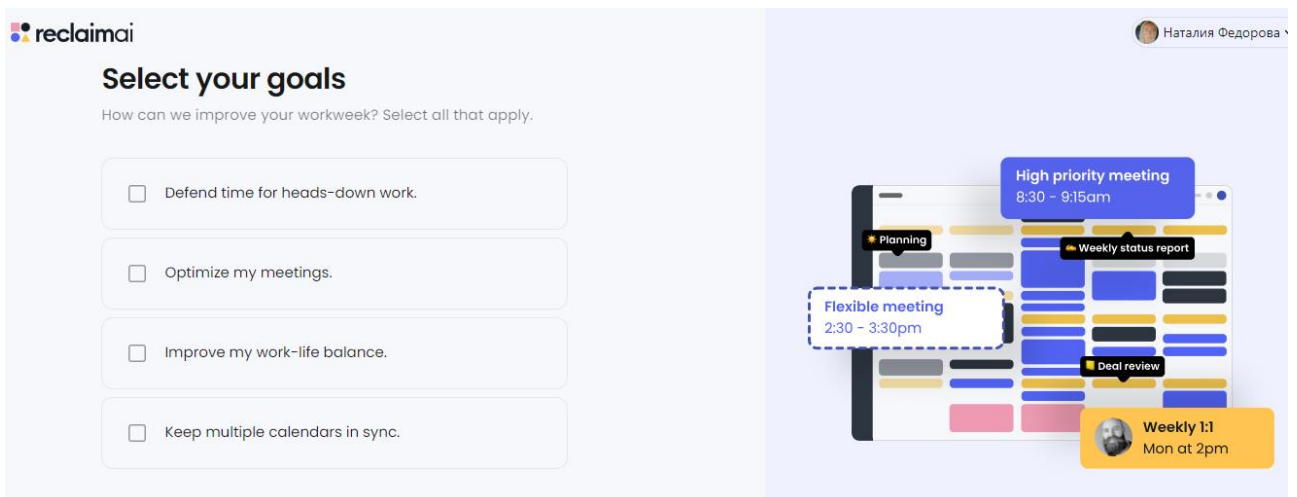 reclaimai
Наталия Федорова
Select your goals
How can we improve your workweek? Select all that apply.
Defend time for heads-down work.
Optimize my meetings.
Improve my work-life balance.
Keep multiple calendars in sync.
High priority meeting
8:30 - 9:15am
Planning
Weekly status report
Flexible meeting
2:30 - 3:30pm
Deal review
Weekly 1:1
Mon at 2pm